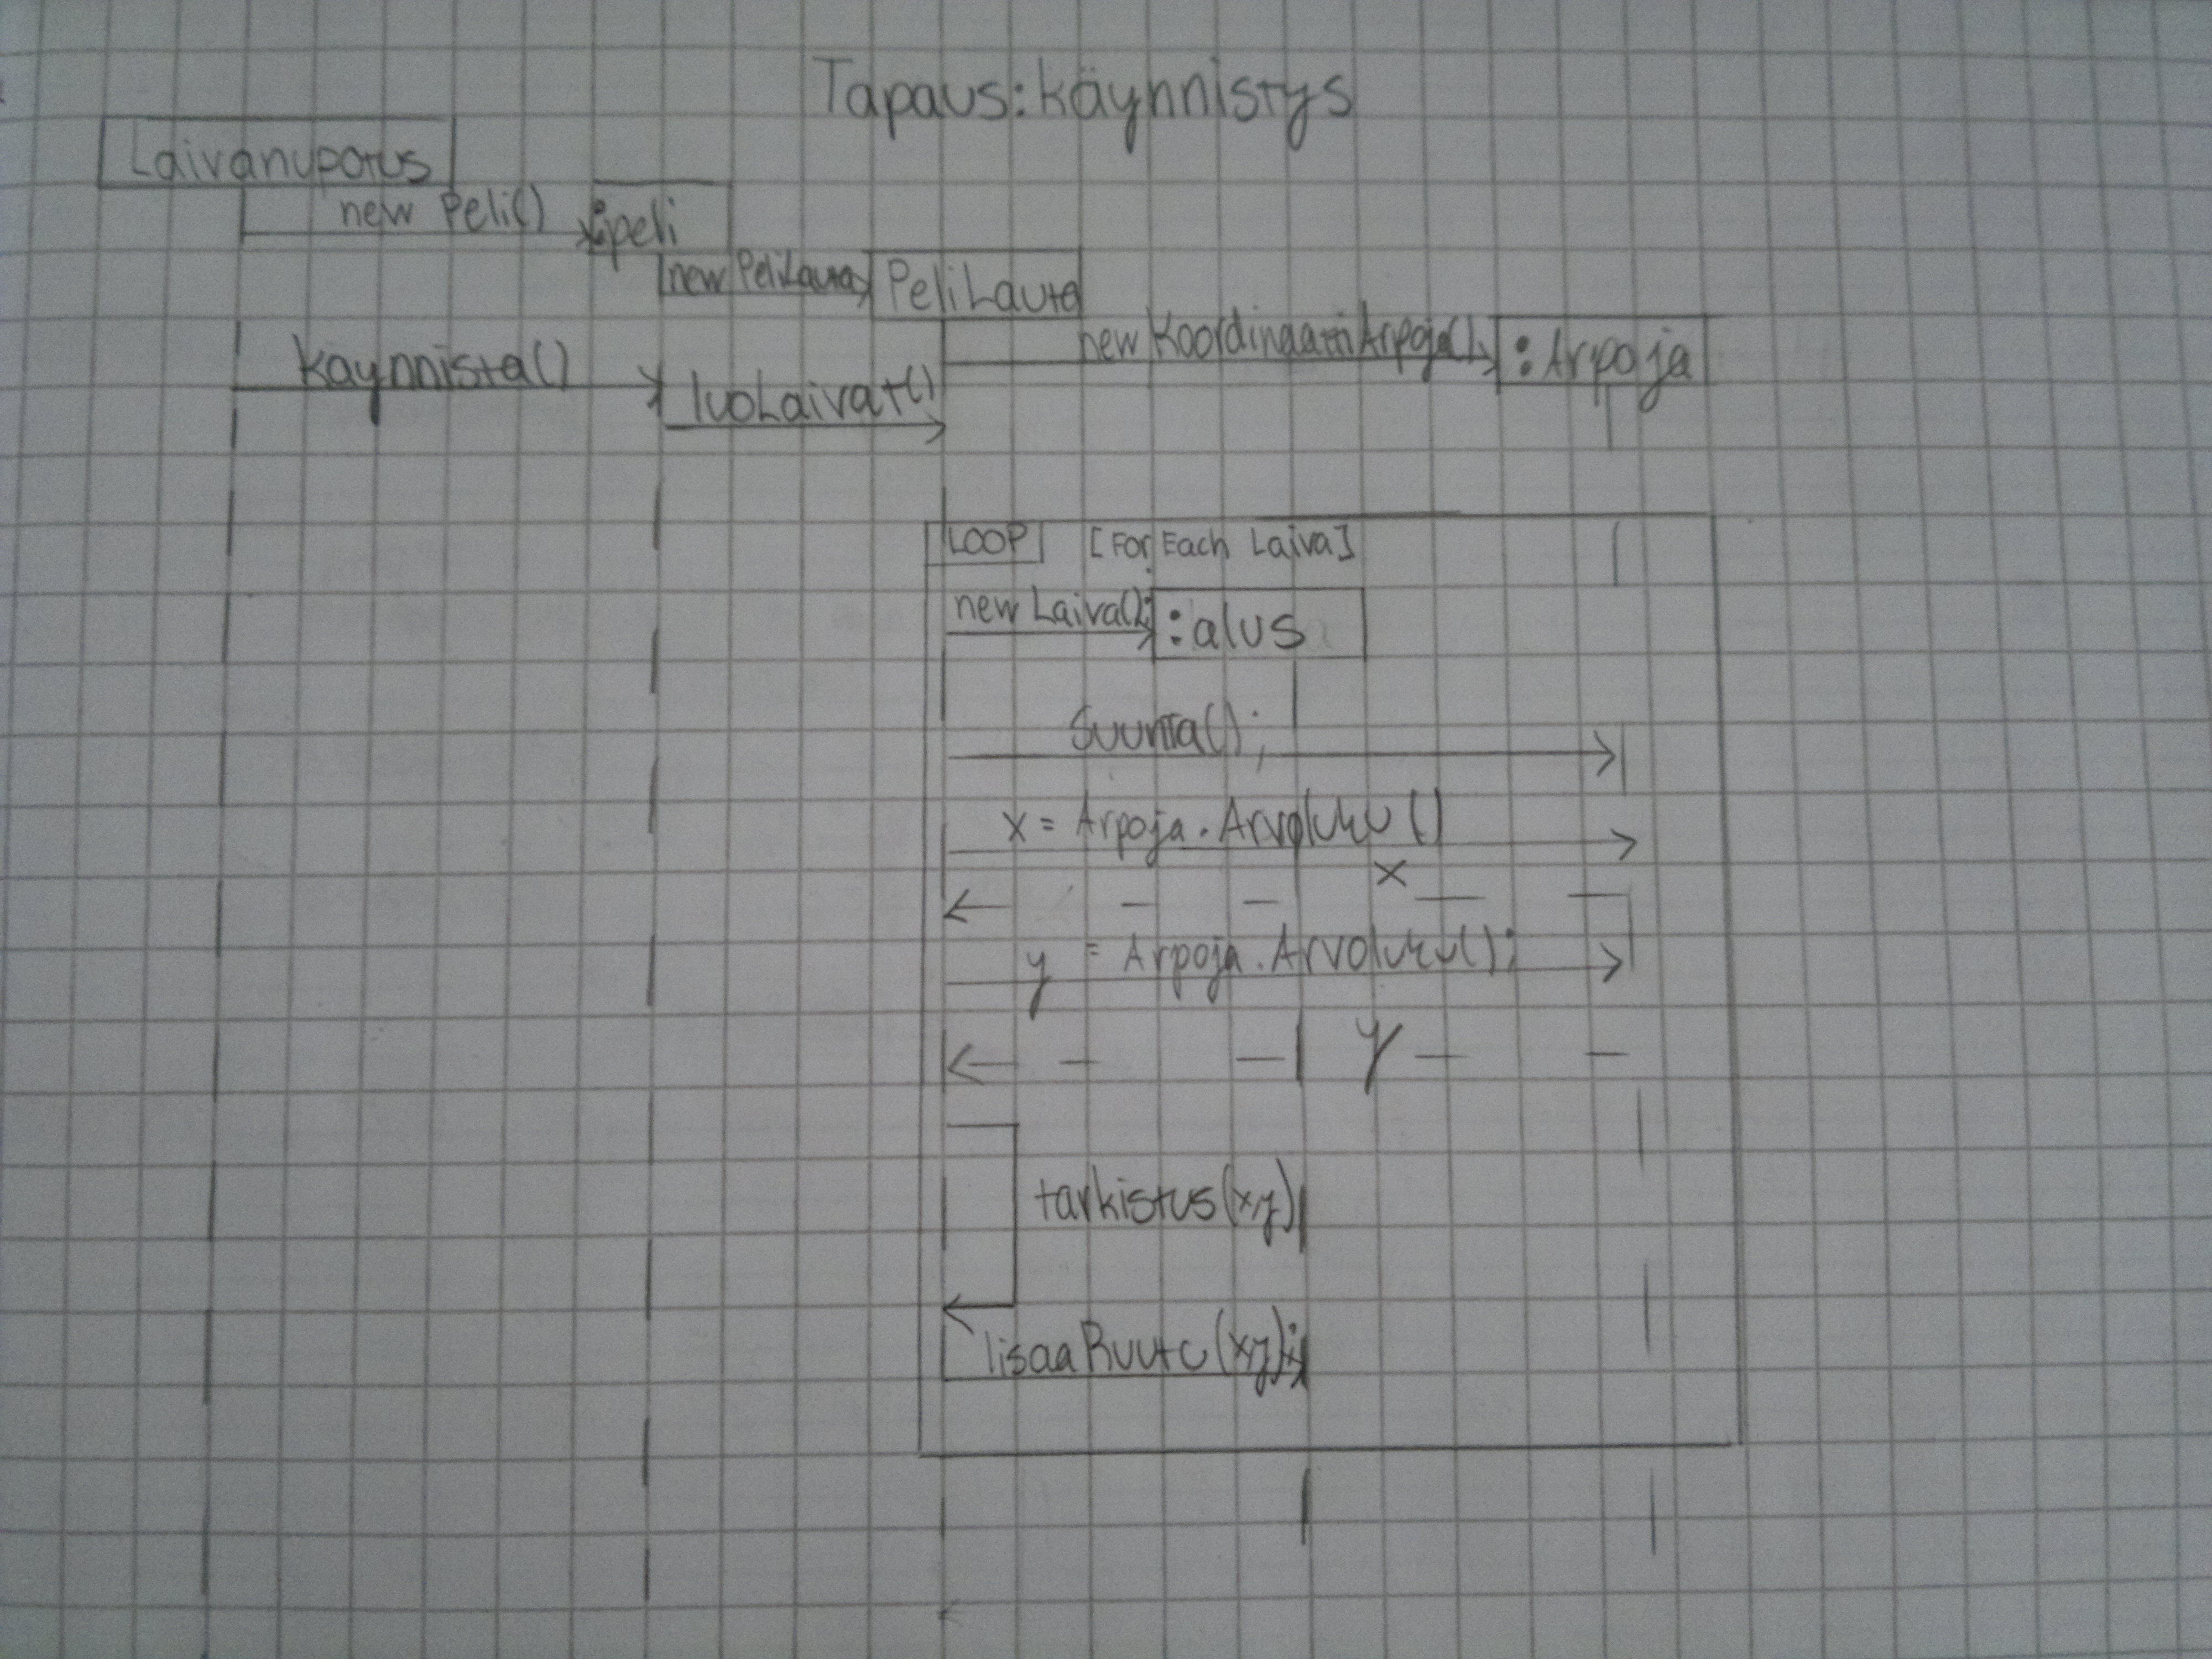 Tapaus: käynnistys
Laivanupotus
new Peli()
:peli
new PeliLauta
PeliLauta
new KoordinaattiArpoja();
:Arpoja
käynnistä()
luoLaivat()
LOOP [For Each Laiva]
new Laiva();
:alus
Suunta();
x = Arpoja.Arvoluku()
x
y = Arpoja.Arvoluku();
y
tarkistus(x,y)
lisaaRuutu(x,y);